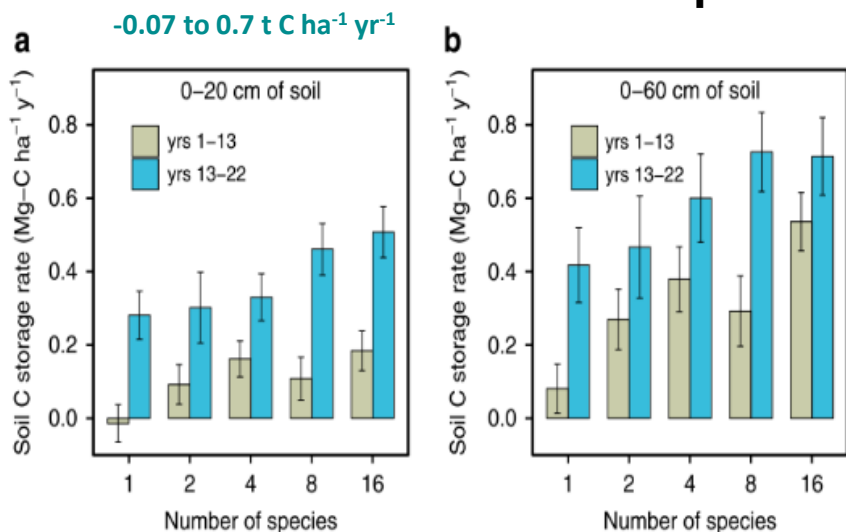 -0.07 to 0.7 t C ha⁻¹ yr⁻¹
a
0–20 cm of soil
yrs 1–13
yrs 13–22
Soil C storage rate (Mg–C ha⁻¹ y⁻¹)
0.8
0.6
0.4
0.2
0.0
1 2 4 8 16
Number of species
b
0–60 cm of soil
yrs 1–13
yrs 13–22
Soil C storage rate (Mg–C ha⁻¹ y⁻¹)
0.8
0.6
0.4
0.2
0.0
1 2 4 8 16
Number of species